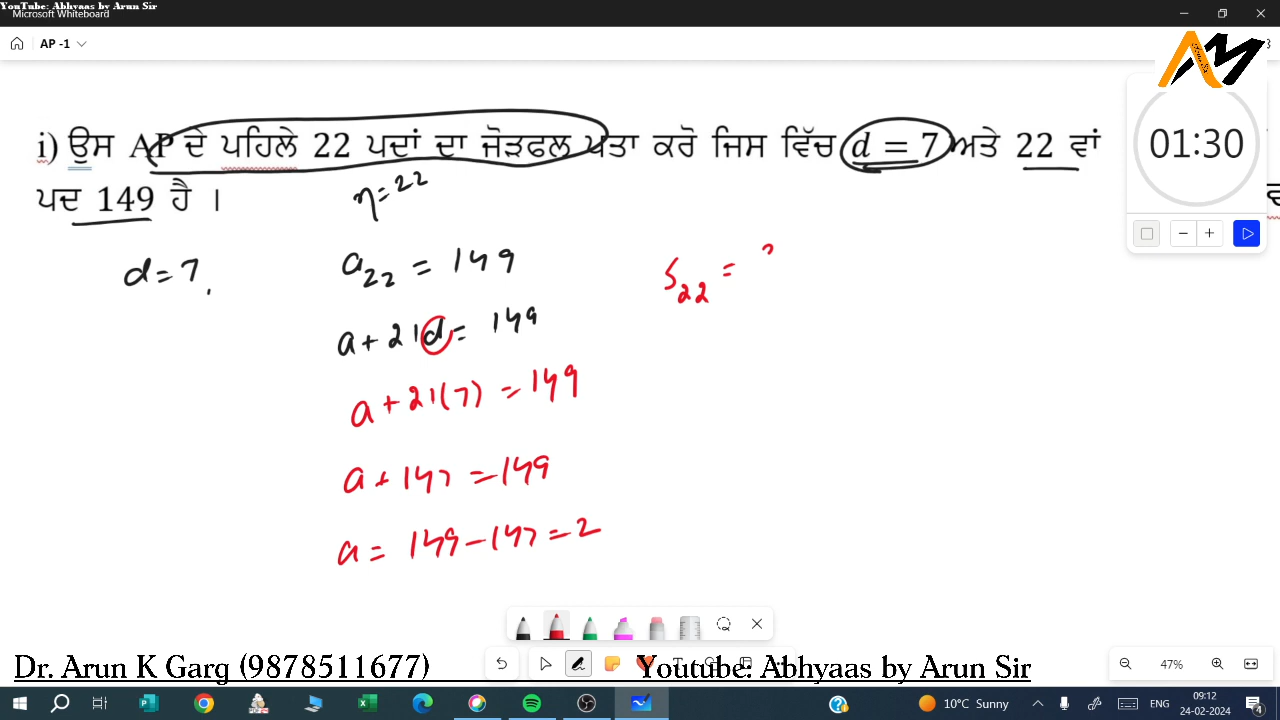 YouTube: Abhyaas by Arun Sir
Microsoft Whiteboard
AP -1
Arun Sir
01:30
i) ਉਸ AP ਦੇ ਪਹਿਲੇ 22 ਪਦਾਂ ਦਾ ਜੋੜਫਲ ਪਤਾ ਕਰੋ ਜਿਸ ਵਿੱਚ d = 7 ਅਤੇ 22 ਵਾਂ
ਪਦ 149 ਹੈ ।
n=22
d=7,
a22 = 149
S22 = ?
a+21d= 149
a+21(7) =149
a+147 =149
a= 149-147=2
Dr. Arun K Garg (9878511677)
Youtube: Abhyaas by Arun Sir
47%
10°C Sunny
ENG
09:12
24-02-2024
4